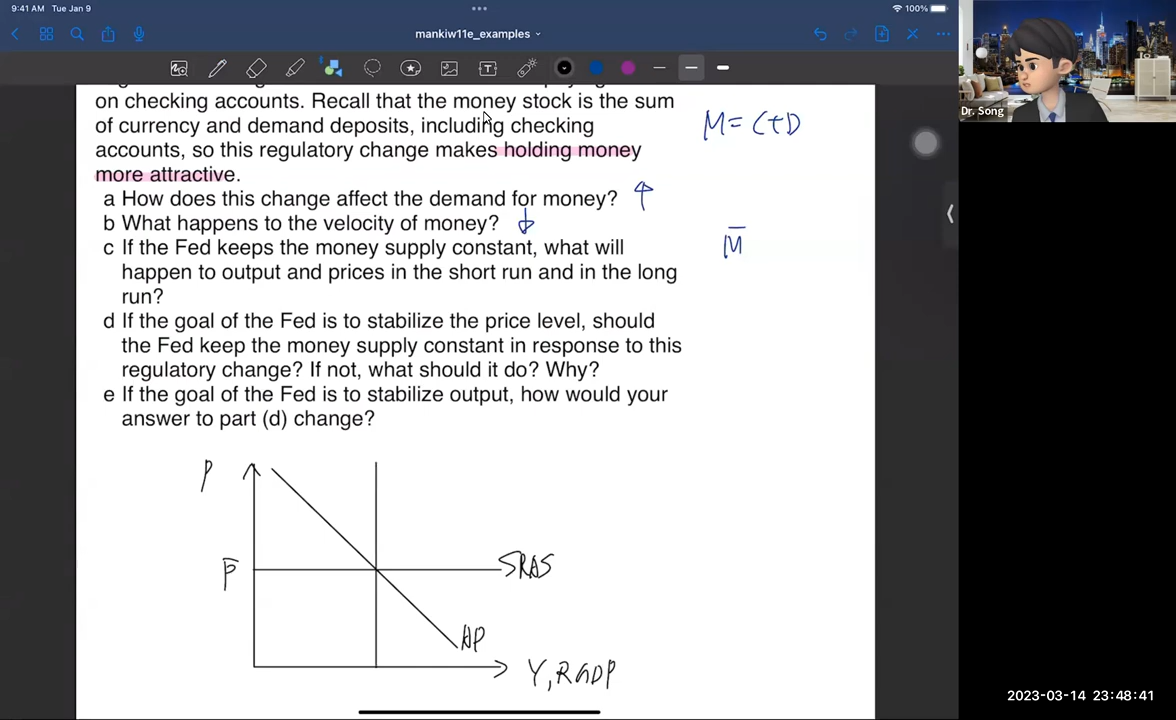 9:41 AM Tue Jan 9
100%
mankiw11e_examples
on checking accounts. Recall that the money stock is the sum
of currency and demand deposits, including checking
accounts, so this regulatory change makes holding money
more attractive.
a How does this change affect the demand for money? ↑
b What happens to the velocity of money? ↓
c If the Fed keeps the money supply constant, what will
happen to output and prices in the short run and in the long
run?
d If the goal of the Fed is to stabilize the price level, should
the Fed keep the money supply constant in response to this
regulatory change? If not, what should it do? Why?
e If the goal of the Fed is to stabilize output, how would your
answer to part (d) change?
M = C+D
M̄
P
P̄
SRAS
AD
Y, RGDP
Dr. Song
2023-03-14 23:48:41